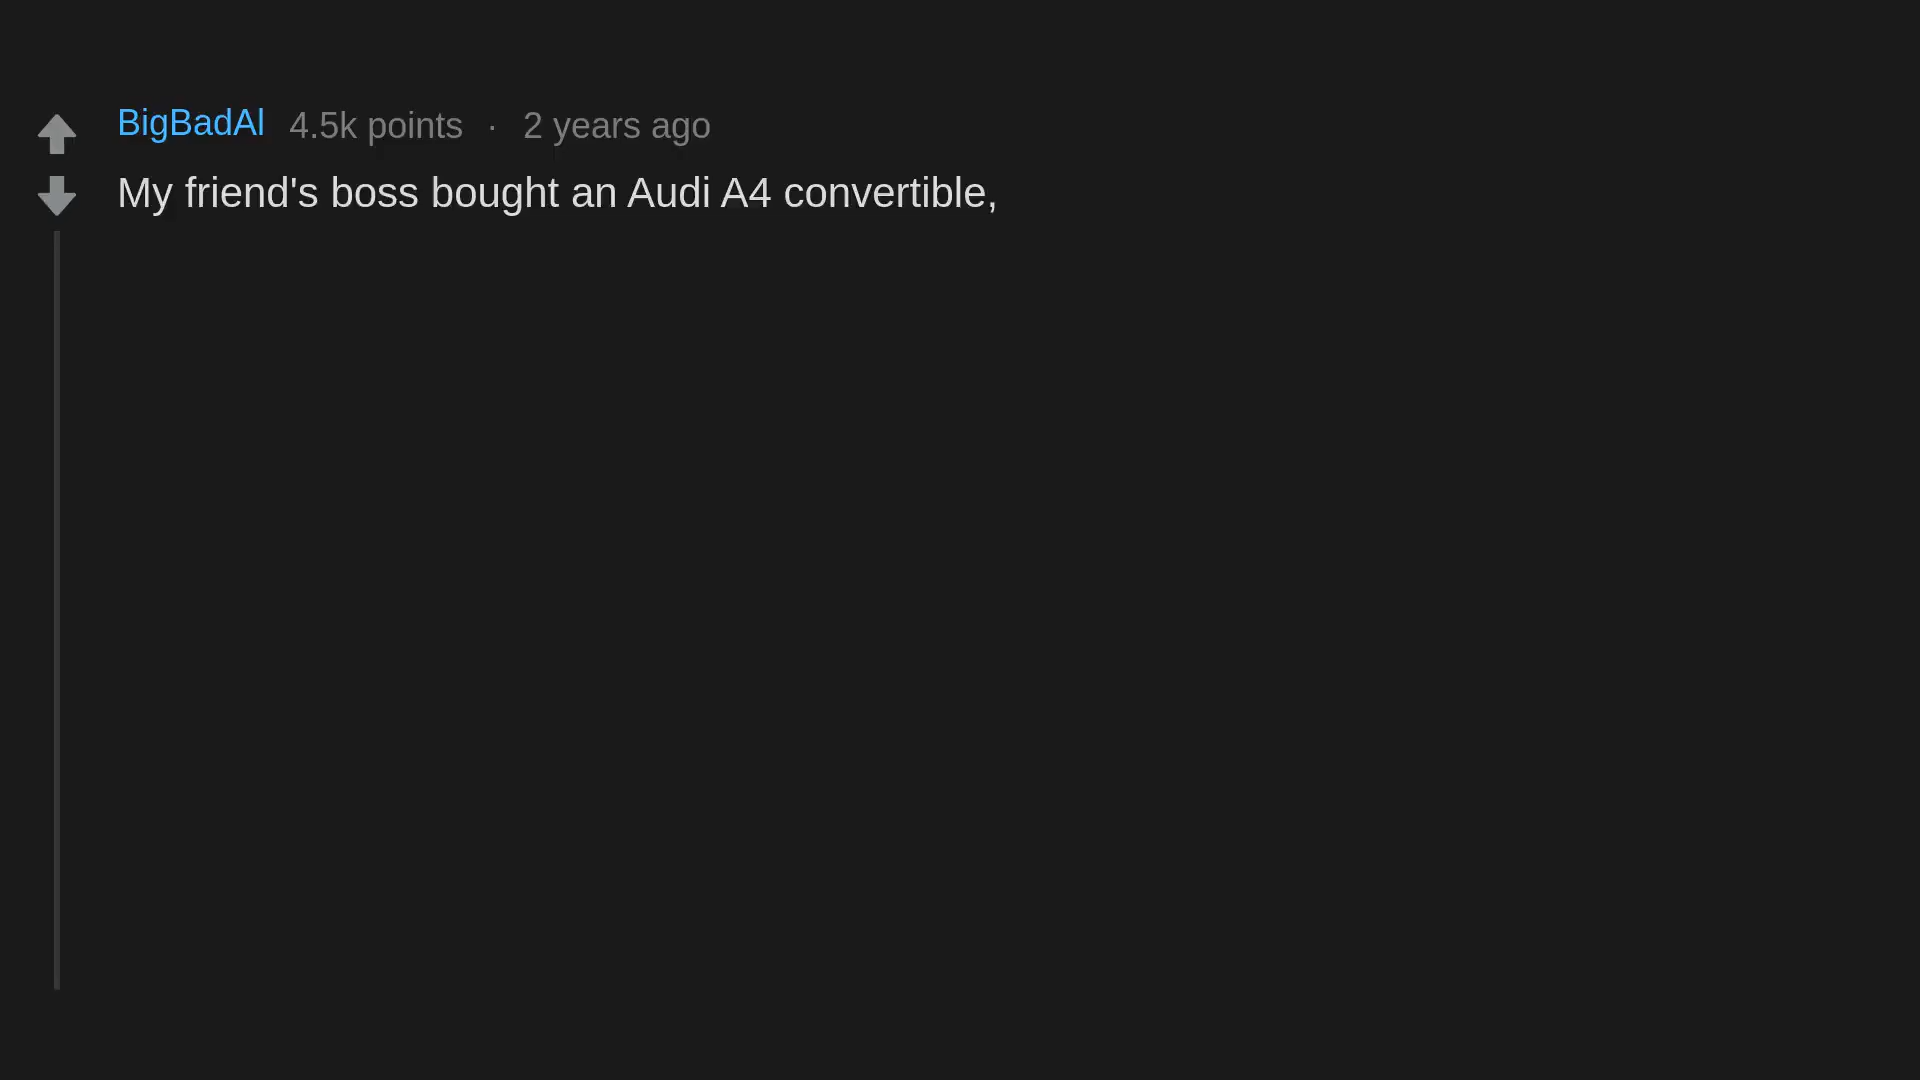 BigBadAl 4.5k points · 2 years ago
My friend's boss bought an Audi A4 convertible,